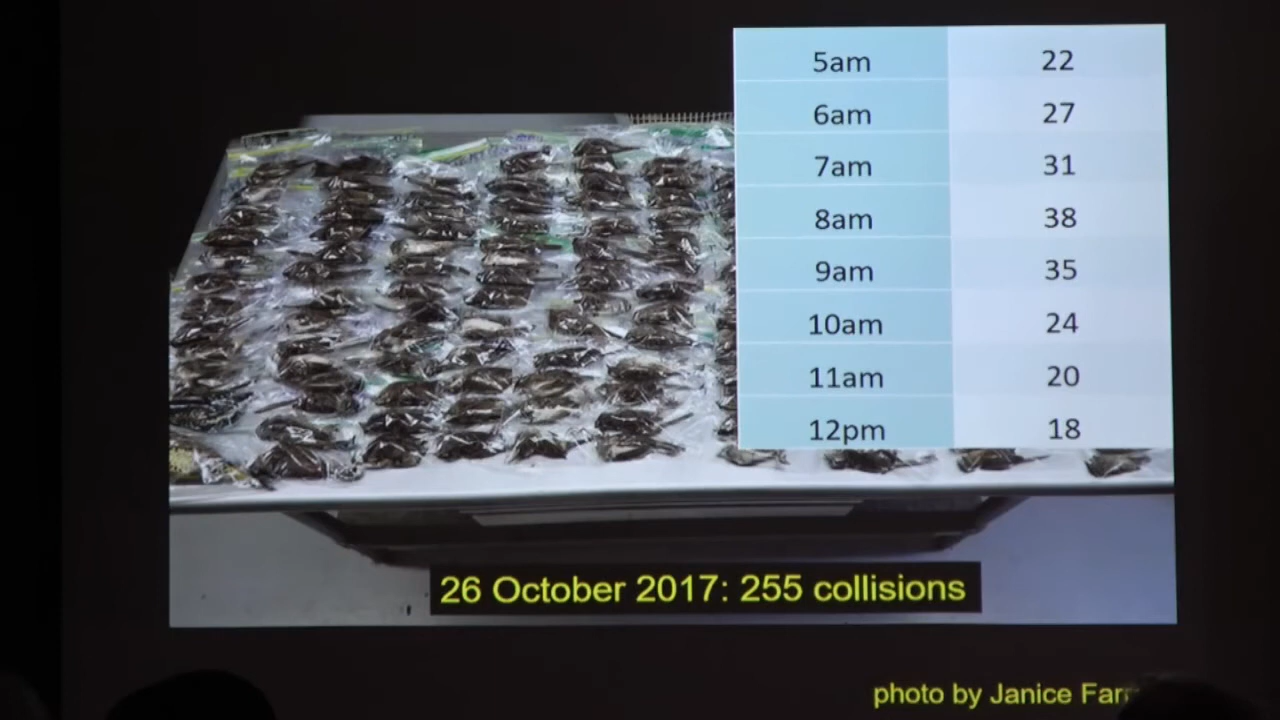 5am 22
6am 27
7am 31
8am 38
9am 35
10am 24
11am 20
12pm 18
26 October 2017: 255 collisions
photo by Janice